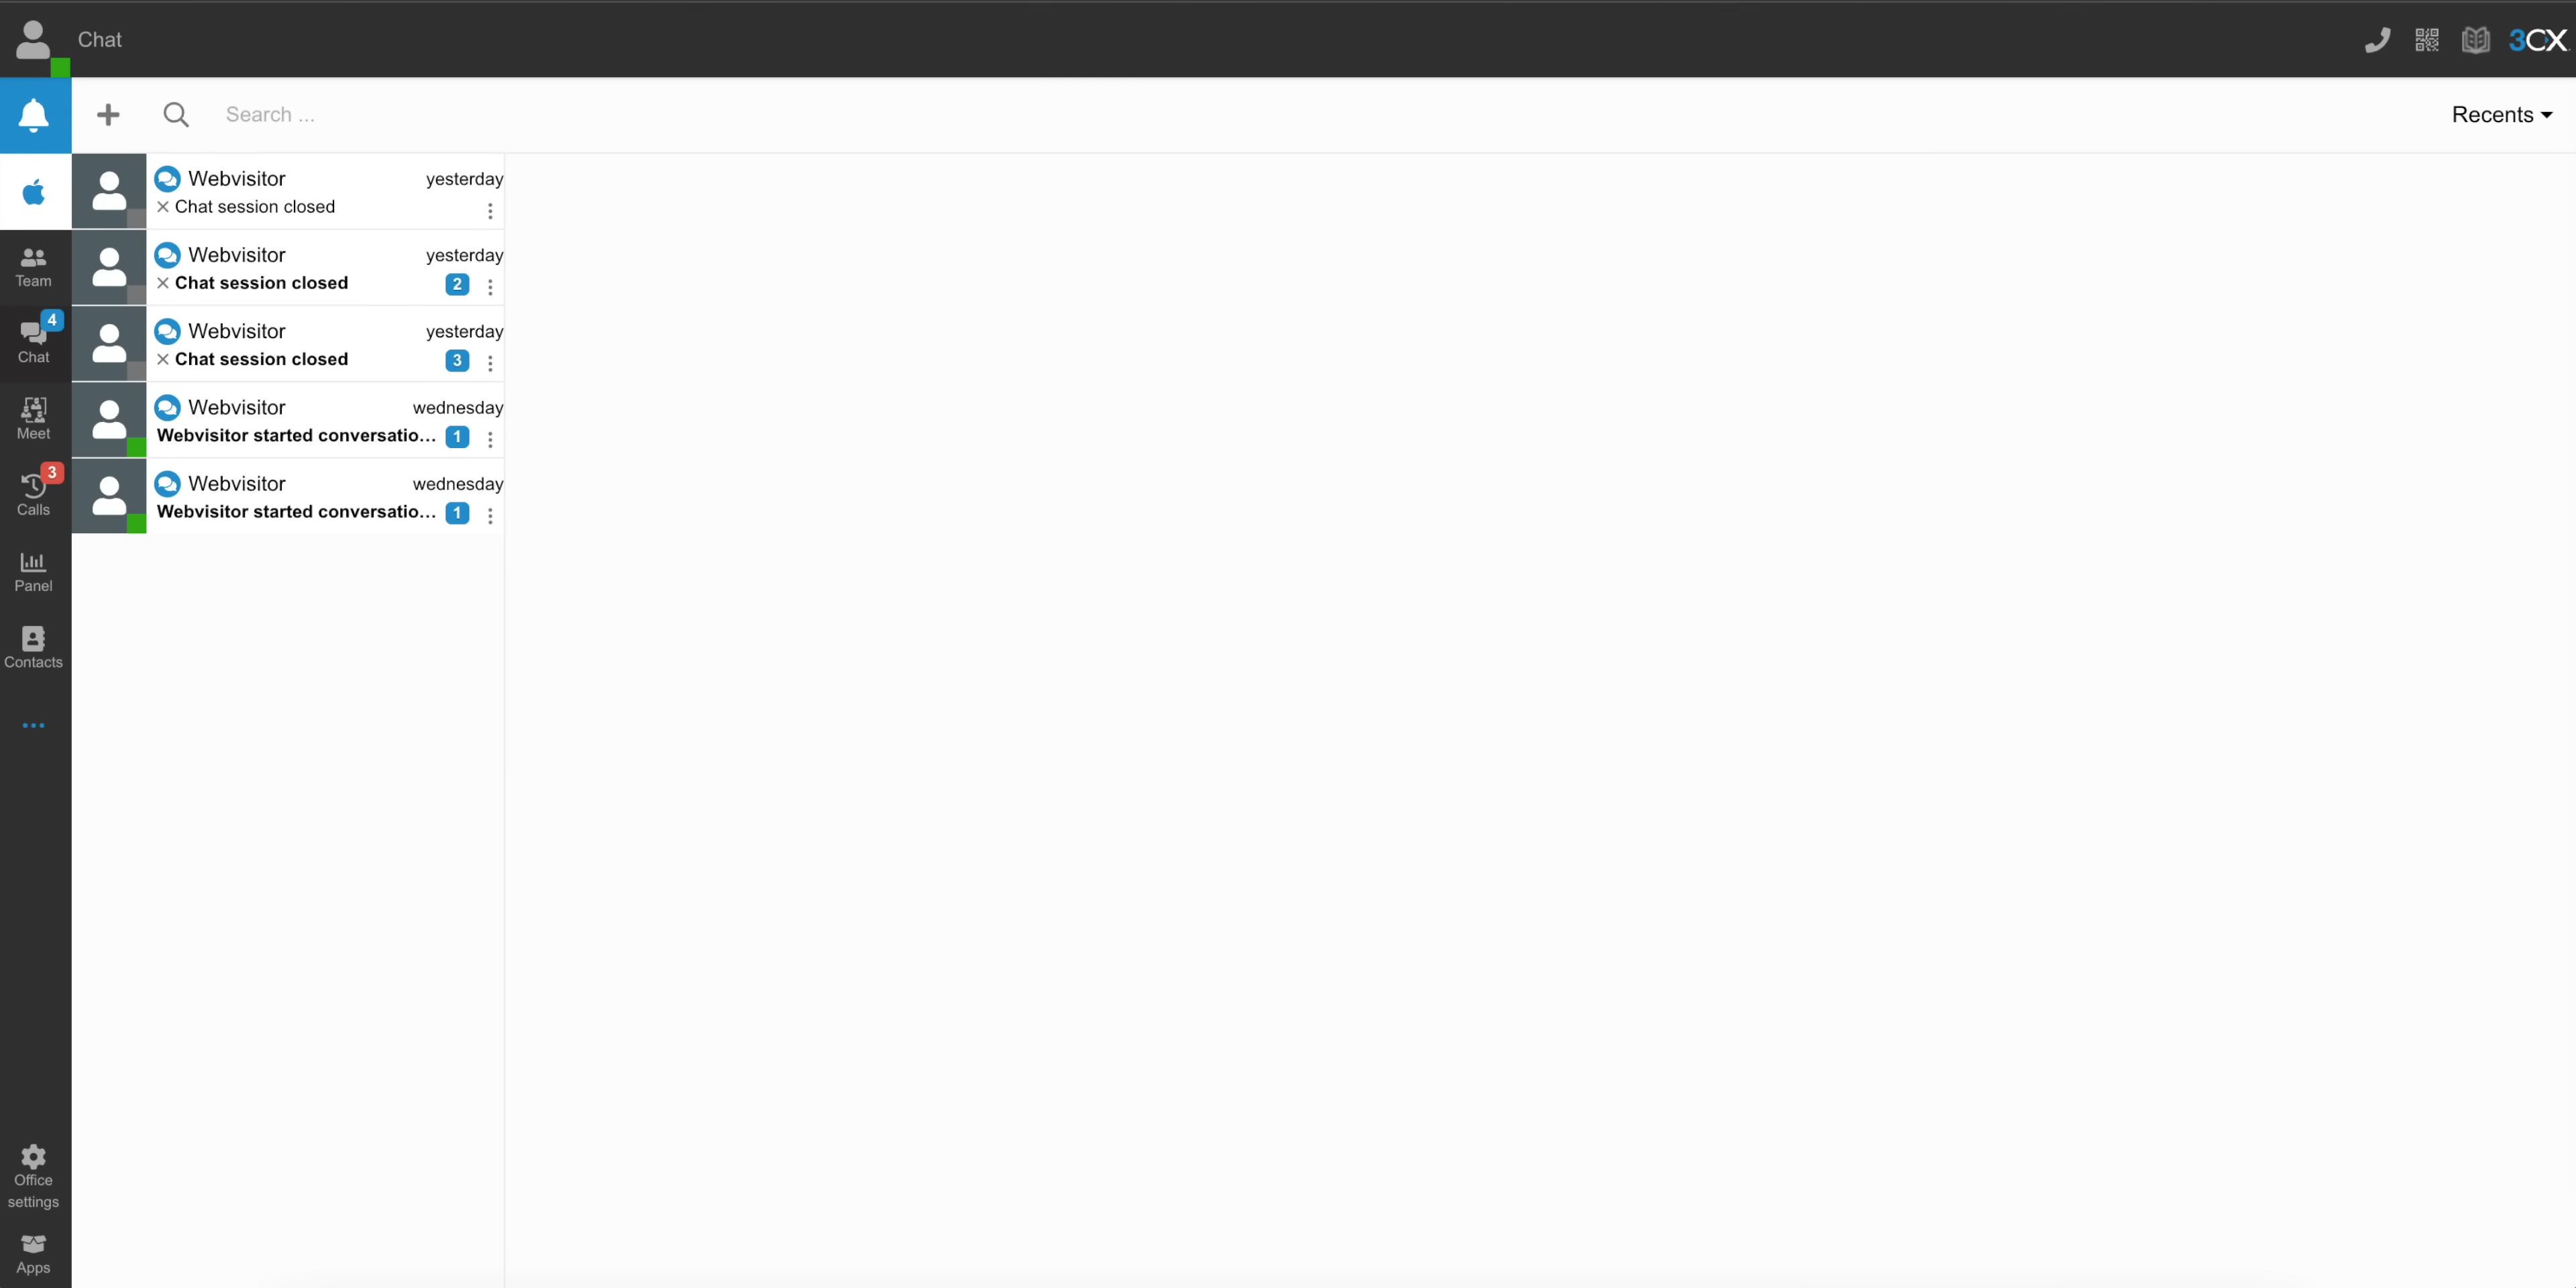 Chat
3CX
Search ...
Recents
Webvisitor yesterday
Chat session closed
Webvisitor yesterday
Chat session closed 2
Webvisitor yesterday
Chat session closed 3
Webvisitor wednesday
Webvisitor started conversatio... 1
Webvisitor wednesday
Webvisitor started conversatio... 1
Team
4
Chat
Meet
3
Calls
Panel
Contacts
Office
settings
Apps